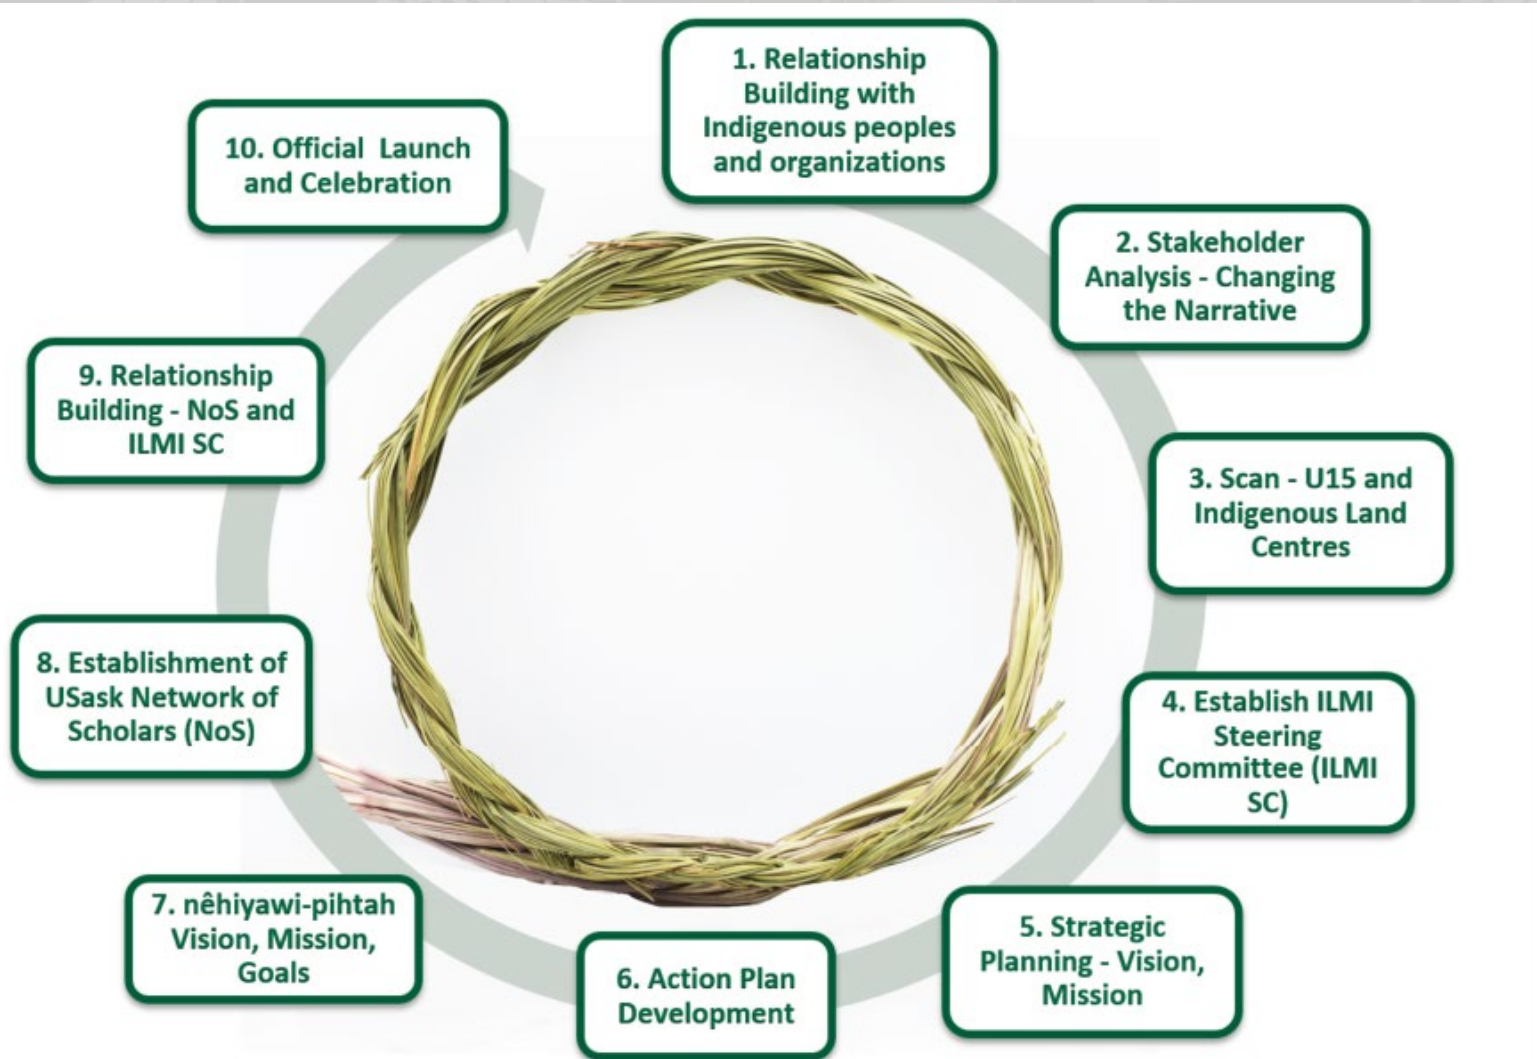 1. Relationship
Building with
Indigenous peoples
and organizations
2. Stakeholder
Analysis - Changing
the Narrative
3. Scan - U15 and
Indigenous Land
Centres
4. Establish ILMI
Steering
Committee (ILMI
SC)
5. Strategic
Planning - Vision,
Mission
6. Action Plan
Development
7. nêhiyawi-pihtah
Vision, Mission,
Goals
8. Establishment of
USask Network of
Scholars (NoS)
9. Relationship
Building - NoS and
ILMI SC
10. Official  Launch
and Celebration